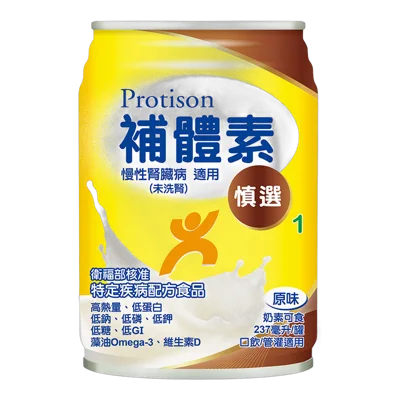 Protison
補體素
慢性腎臟病 適用
(未洗腎)
慎選
1
衛福部核准
特定疾病配方食品
高熱量、低蛋白
低鈉、低磷、低鉀
低糖、低GI
藻油Omega-3、維生素D
原味
奶素可食
237毫升/罐
口飲/管灌適用